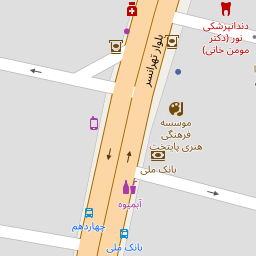 دندانپزشکی
نور (دکتر
مومن خانی)
بلوار تهرانسر
موسسه
فرهنگی
هنری پایتخت
بانک ملی
آبمیوه
چهاردهم
بانک ملی